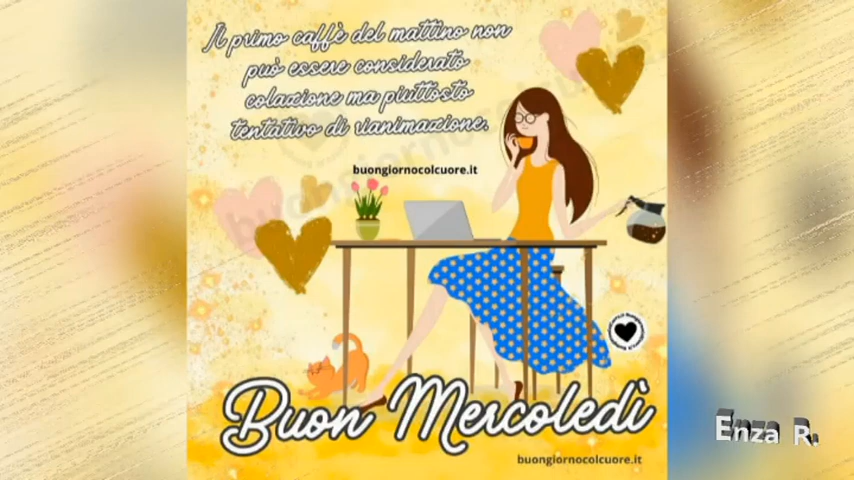 Il primo caffè del mattino non
può essere considerato
colazione ma piuttosto
tentativo di rianimazione.
buongiornocolcuore.it
Buon Mercoledì
Enza R.
buongiornocolcuore.it